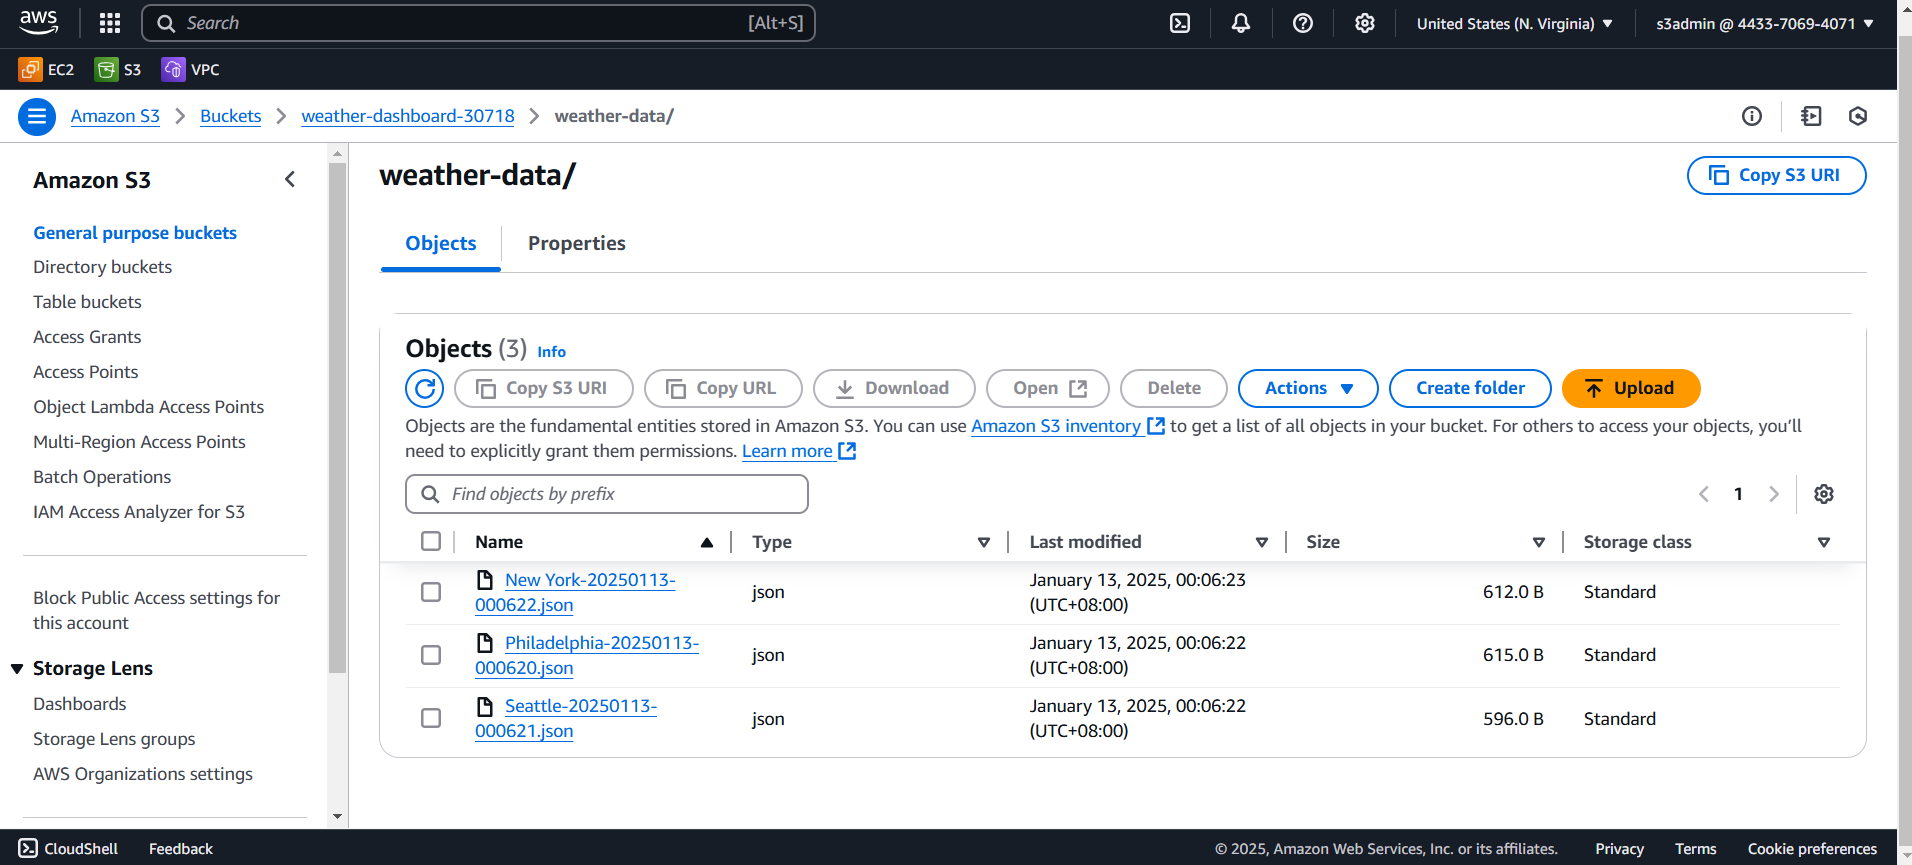 aws
Search [Alt+S]
United States (N. Virginia)
s3admin @ 4433-7069-4071
EC2 S3 VPC
Amazon S3 Buckets weather-dashboard-30718 weather-data/
Amazon S3
General purpose buckets
Directory buckets
Table buckets
Access Grants
Access Points
Object Lambda Access Points
Multi-Region Access Points
Batch Operations
IAM Access Analyzer for S3
Block Public Access settings for
this account
Storage Lens
Dashboards
Storage Lens groups
AWS Organizations settings
weather-data/
Copy S3 URI
Objects Properties
Objects (3) Info
Copy S3 URI Copy URL Download Open Delete Actions Create folder Upload
Objects are the fundamental entities stored in Amazon S3. You can use Amazon S3 inventory to get a list of all objects in your bucket. For others to access your objects, you’ll
need to explicitly grant them permissions. Learn more
Find objects by prefix
1
Name Type Last modified Size Storage class
New York-20250113-
000622.json
json
January 13, 2025, 00:06:23
(UTC+08:00)
612.0 B
Standard
Philadelphia-20250113-
000620.json
json
January 13, 2025, 00:06:22
(UTC+08:00)
615.0 B
Standard
Seattle-20250113-
000621.json
json
January 13, 2025, 00:06:22
(UTC+08:00)
596.0 B
Standard
CloudShell Feedback
© 2025, Amazon Web Services, Inc. or its affiliates. Privacy Terms Cookie preferences